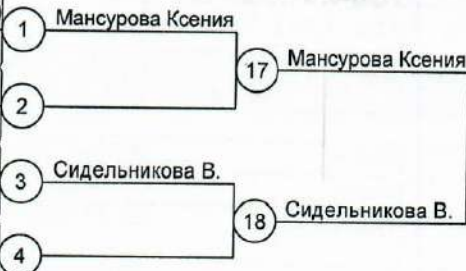 1 Мансурова Ксения
17 Мансурова Ксения
2
3 Сидельникова В.
18 Сидельникова В.
4